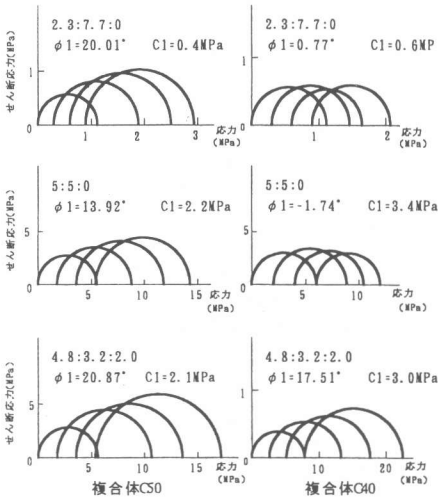 2.3:7.7:0
φ1=20.01° C1=0.4MPa
せん断応力(MPa)
1
0
1
2
3
応力
(MPa)
2.3:7.7:0
φ1=0.77° C1=0.6MP
1
0
1
2
応力
(MPa)
5:5:0
φ1=13.92° C1=2.2MPa
せん断応力(MPa)
5
0
5
10
15
応力
(MPa)
5:5:0
φ1=-1.74° C1=3.4MPa
5
0
5
10
応力
(MPa)
4.8:3.2:2.0
φ1=20.87° C1=2.1MPa
せん断応力(MPa)
5
0
5
10
15
応力
(MPa)
複合体C50
4.8:3.2:2.0
φ1=17.51° C1=3.0MPa
1
0
10
20
応力
(MPa)
複合体C40